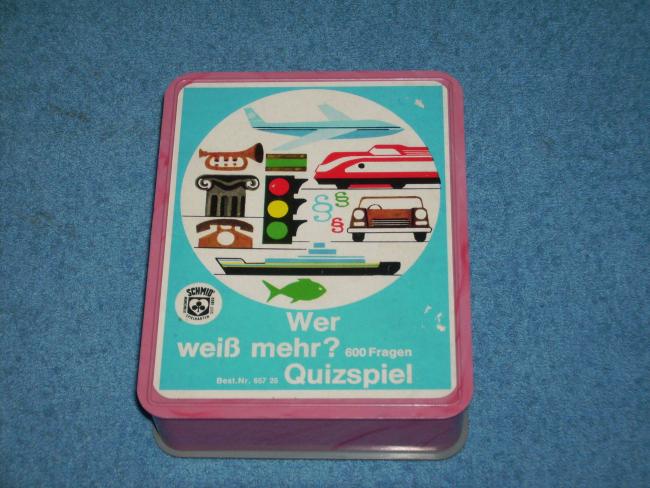 § §
§
SCHMID
Wer
weiß mehr? 600 Fragen
Best.Nr. 657 25 Quizspiel